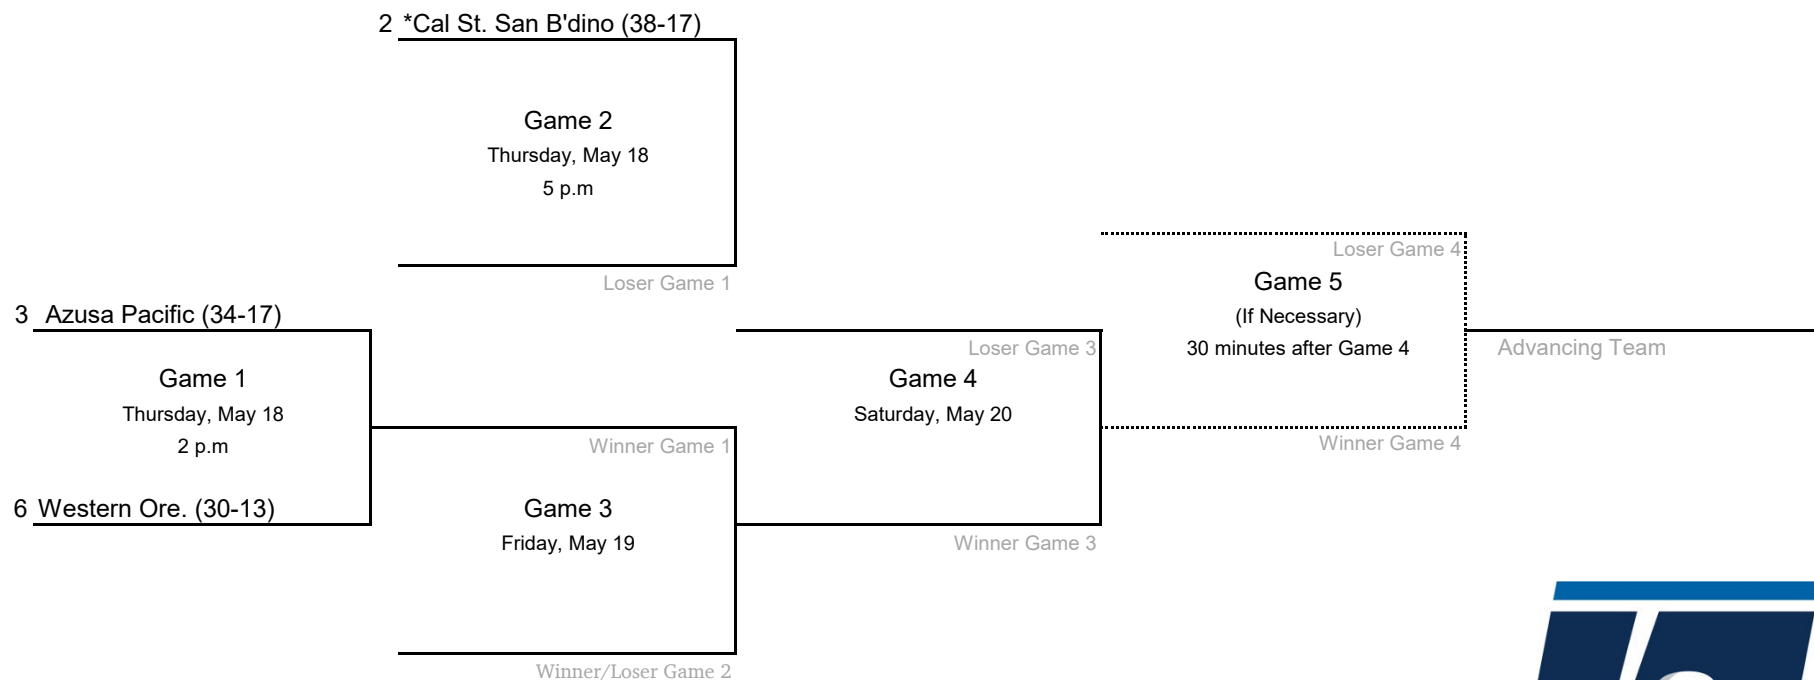 2 *Cal St. San B'dino (38-17)
Game 2
Thursday, May 18
5 p.m
Loser Game 1
3 Azusa Pacific (34-17)
Game 1
Thursday, May 18
2 p.m
6 Western Ore. (30-13)
Winner Game 1
Game 3
Friday, May 19
Winner/Loser Game 2
Loser Game 3
Game 4
Saturday, May 20
Winner Game 3
Loser Game 4
Game 5
(If Necessary)
30 minutes after Game 4
Winner Game 4
Advancing Team